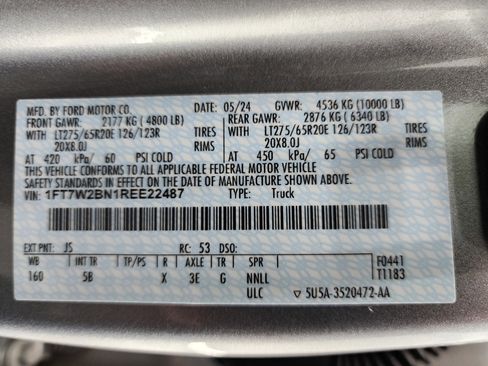 MFD. BY FORD MOTOR CO. DATE: 05/24 GVWR: 4536 KG (10000 LB)
FRONT GAWR: 2177 KG (4800 LB) REAR GAWR: 2876 KG (6340 LB)
WITH LT275/65R20E 126/123R TIRES WITH LT275/65R20E 126/123R TIRES
20X8.0J RIMS 20X8.0J RIMS
AT 420 kPa/ 60 PSI COLD AT 450 kPa/ 65 PSI COLD
THIS VEHICLE CONFORMS TO ALL APPLICABLE FEDERAL MOTOR VEHICLE
SAFETY STANDARDS IN EFFECT ON THE DATE OF MANUFACTURE SHOWN ABOVE.
VIN: 1FT7W2BN1REE22487 TYPE: Truck
EXT PNT: JS RC: 53 DSO:
WB INT TR TP/PS R AXLE TR SPR F0441
160 5B X 3E G NNLL T1183
ULC ▽ 5U5A-3520472-AA